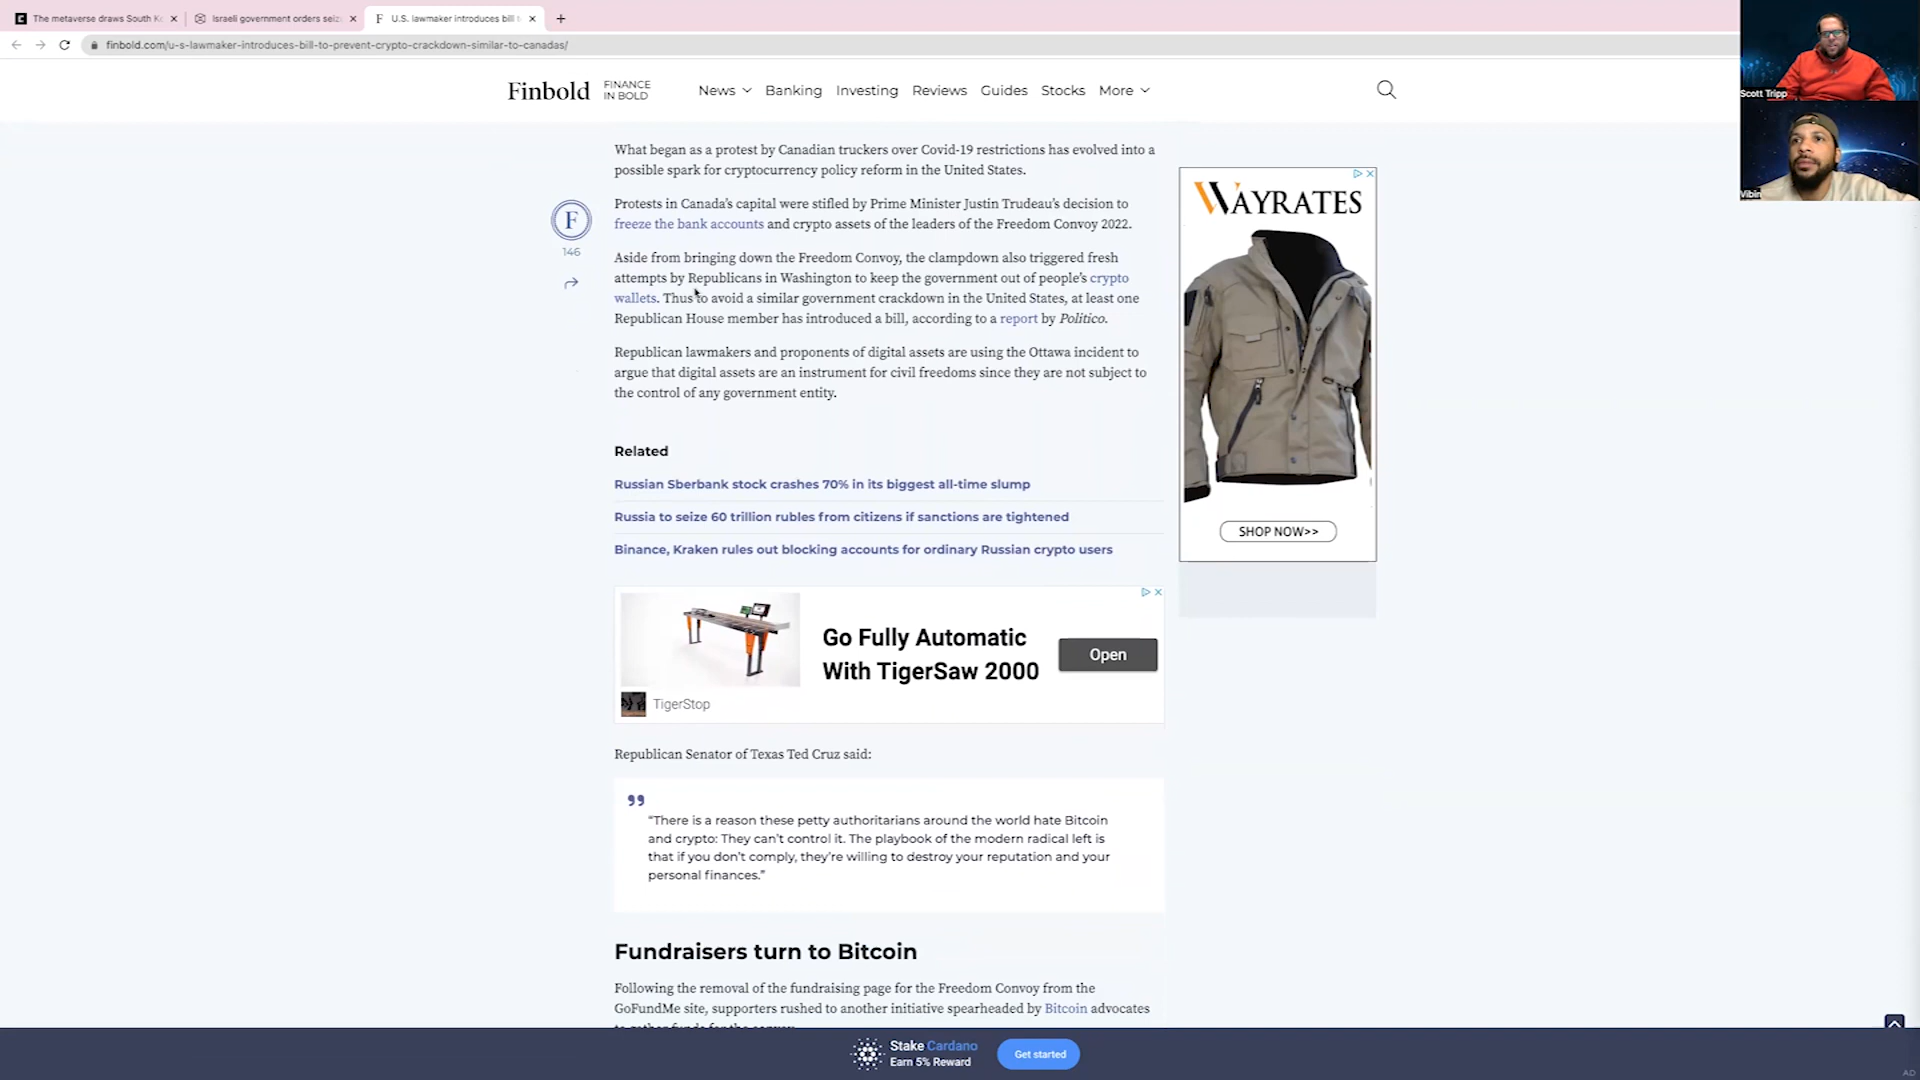 The metaverse draws South Ko
Israeli government orders seiz
U.S. lawmaker introduces bill t
finbold.com/u-s-lawmaker-introduces-bill-to-prevent-crypto-crackdown-similar-to-canadas/
Scott Tripp
Vibin
Finbold
FINANCE
IN BOLD
News
Banking
Investing
Reviews
Guides
Stocks
More
What began as a protest by Canadian truckers over Covid-19 restrictions has evolved into a
possible spark for cryptocurrency policy reform in the United States.
Protests in Canada's capital were stifled by Prime Minister Justin Trudeau's decision to
freeze the bank accounts and crypto assets of the leaders of the Freedom Convoy 2022.
F
146
Aside from bringing down the Freedom Convoy, the clampdown also triggered fresh
attempts by Republicans in Washington to keep the government out of people's crypto
wallets. Thus to avoid a similar government crackdown in the United States, at least one
Republican House member has introduced a bill, according to a report by Politico.
Republican lawmakers and proponents of digital assets are using the Ottawa incident to
argue that digital assets are an instrument for civil freedoms since they are not subject to
the control of any government entity.
WAYRATES
SHOP NOW>>
Related
Russian Sberbank stock crashes 70% in its biggest all-time slump
Russia to seize 60 trillion rubles from citizens if sanctions are tightened
Binance, Kraken rules out blocking accounts for ordinary Russian crypto users
Go Fully Automatic
With TigerSaw 2000
Open
TigerStop
Republican Senator of Texas Ted Cruz said:
"There is a reason these petty authoritarians around the world hate Bitcoin
and crypto: They can't control it. The playbook of the modern radical left is
that if you don't comply, they're willing to destroy your reputation and your
personal finances."
Fundraisers turn to Bitcoin
Following the removal of the fundraising page for the Freedom Convoy from the
GoFundMe site, supporters rushed to another initiative spearheaded by Bitcoin advocates
Stake Cardano
Earn 5% Reward
Get started
AD